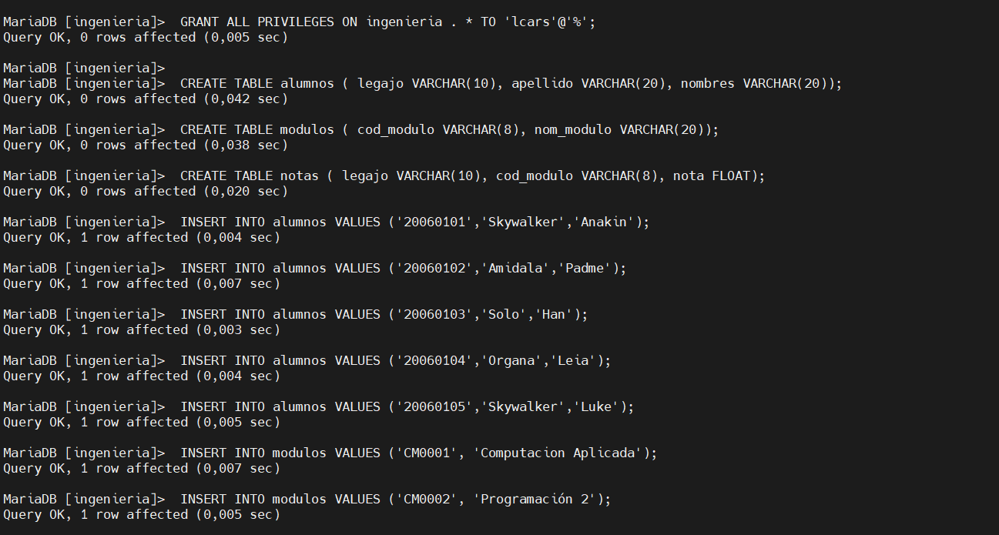 MariaDB [ingenieria]>  GRANT ALL PRIVILEGES ON ingenieria . * TO 'lcars'@'%';
Query OK, 0 rows affected (0,005 sec)
MariaDB [ingenieria]>
MariaDB [ingenieria]>  CREATE TABLE alumnos ( legajo VARCHAR(10), apellido VARCHAR(20), nombres VARCHAR(20));
Query OK, 0 rows affected (0,042 sec)
MariaDB [ingenieria]>  CREATE TABLE modulos ( cod_modulo VARCHAR(8), nom_modulo VARCHAR(20));
Query OK, 0 rows affected (0,038 sec)
MariaDB [ingenieria]>  CREATE TABLE notas ( legajo VARCHAR(10), cod_modulo VARCHAR(8), nota FLOAT);
Query OK, 0 rows affected (0,020 sec)
MariaDB [ingenieria]>  INSERT INTO alumnos VALUES ('20060101','Skywalker','Anakin');
Query OK, 1 row affected (0,004 sec)
MariaDB [ingenieria]>  INSERT INTO alumnos VALUES ('20060102','Amidala','Padme');
Query OK, 1 row affected (0,007 sec)
MariaDB [ingenieria]>  INSERT INTO alumnos VALUES ('20060103','Solo','Han');
Query OK, 1 row affected (0,003 sec)
MariaDB [ingenieria]>  INSERT INTO alumnos VALUES ('20060104','Organa','Leia');
Query OK, 1 row affected (0,004 sec)
MariaDB [ingenieria]>  INSERT INTO alumnos VALUES ('20060105','Skywalker','Luke');
Query OK, 1 row affected (0,005 sec)
MariaDB [ingenieria]>  INSERT INTO modulos VALUES ('CM0001', 'Computacion Aplicada');
Query OK, 1 row affected (0,007 sec)
MariaDB [ingenieria]>  INSERT INTO modulos VALUES ('CM0002', 'Programación 2');
Query OK, 1 row affected (0,005 sec)